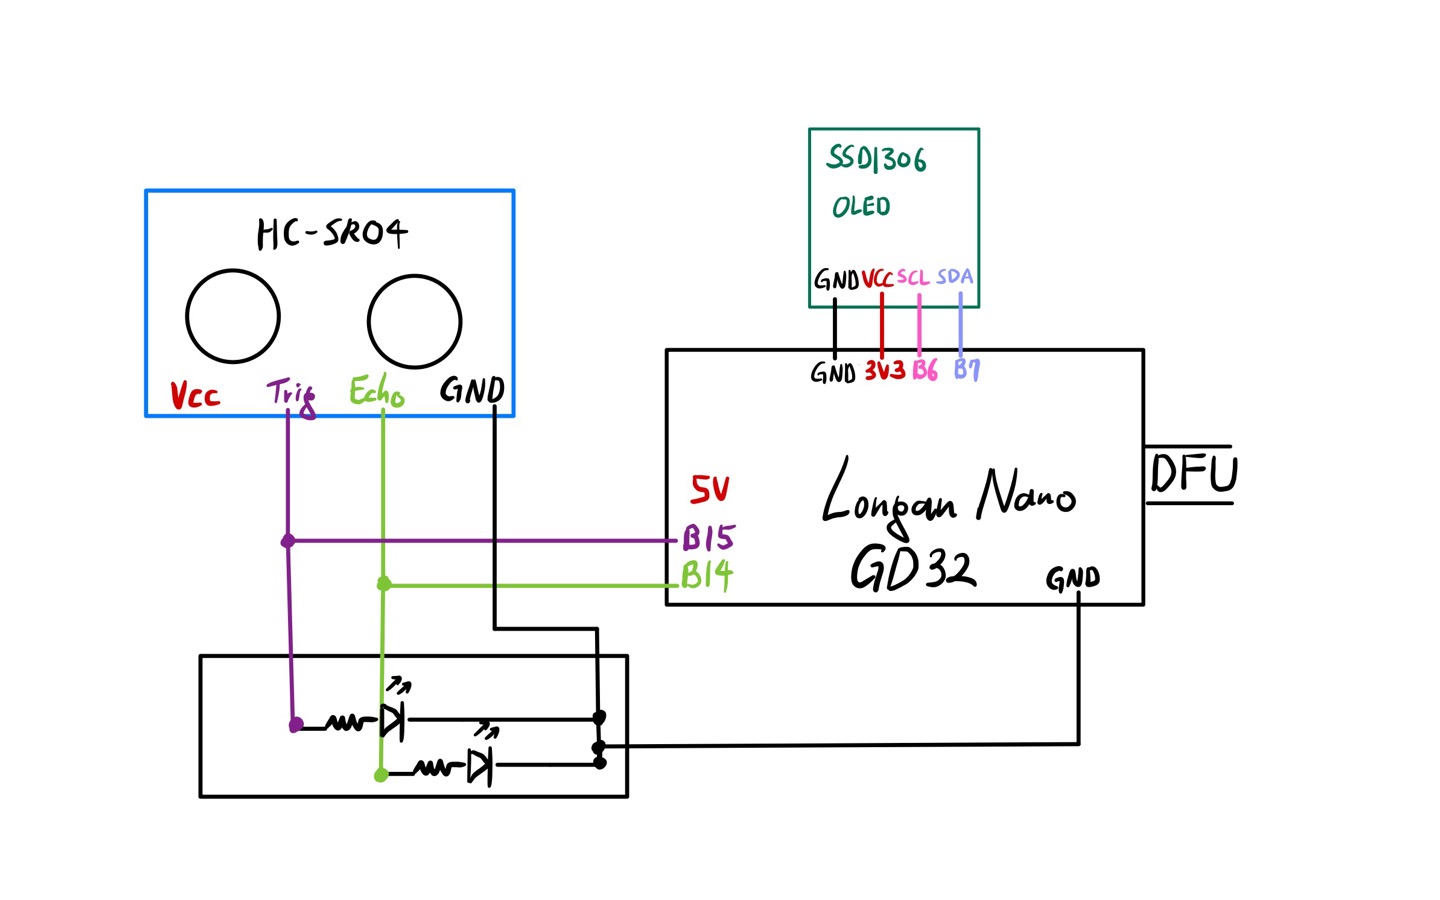 SSD1306
OLED
GND VCC SCL SDA
HC-SR04
Vcc Trig Echo GND
GND 3V3 B6 B7
5V
B15
B14
Longan Nano
GD32
GND
DFU